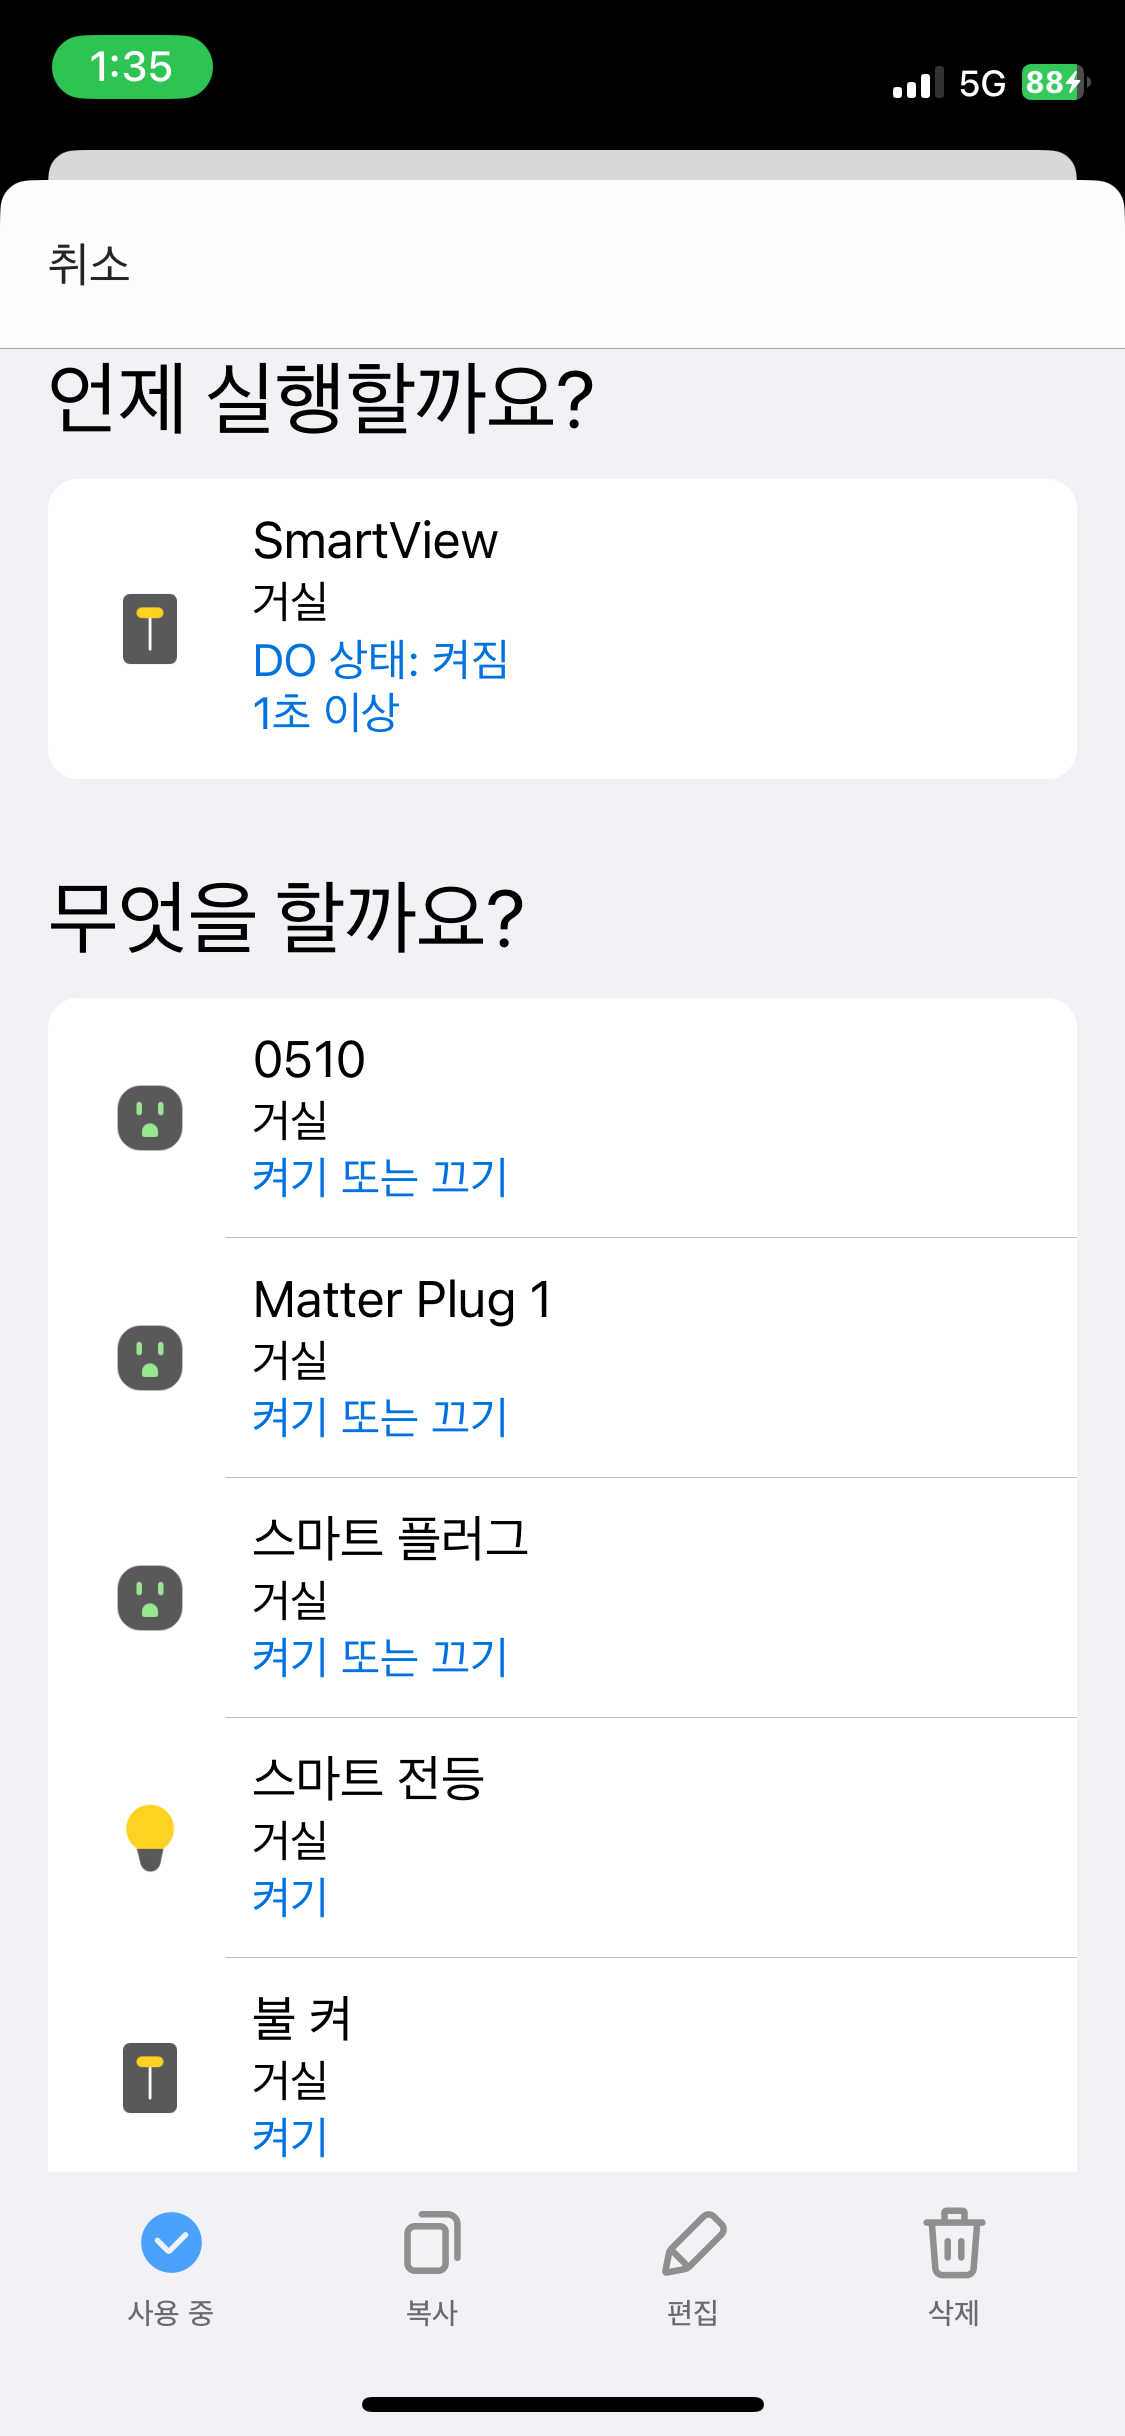 1:35
5G
88
취소
언제 실행할까요?
SmartView
거실
DO 상태: 켜짐
1초 이상
무엇을 할까요?
0510
거실
켜기 또는 끄기
Matter Plug 1
거실
켜기 또는 끄기
스마트 플러그
거실
켜기 또는 끄기
스마트 전등
거실
켜기
불 켜
거실
켜기
사용 중
복사
편집
삭제